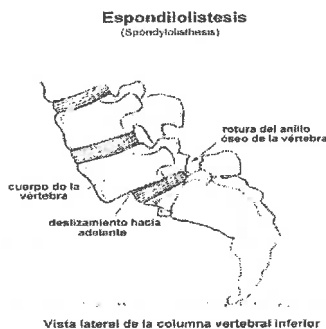 Espondilolistesis
(Spondylolisthesis)
rotura del anillo
óseo de la vértebra
cuerpo de la
vértebra
deslizamiento hacia
adelante
Vista lateral de la columna vertebral inferior